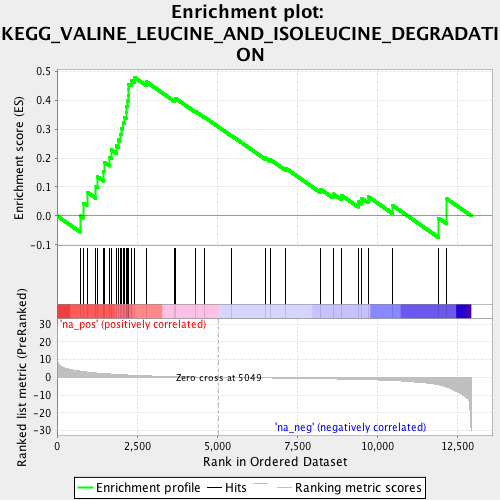 Enrichment plot:
KEGG_VALINE_LEUCINE_AND_ISOLEUCINE_DEGRADATI
ON
Enrichment score (ES)
0.5
0.4
0.3
0.2
0.1
0.0
-0.1
'na_pos' (positively correlated)
Ranked list metric (PreRanked)
30
20
10
0
-10
-20
-30
Zero cross at 5049
'na_neg' (negatively correlated)
0
2,500
5,000
7,500
10,000
12,500
Rank in Ordered Dataset
Enrichment profile
Hits
Ranking metric scores